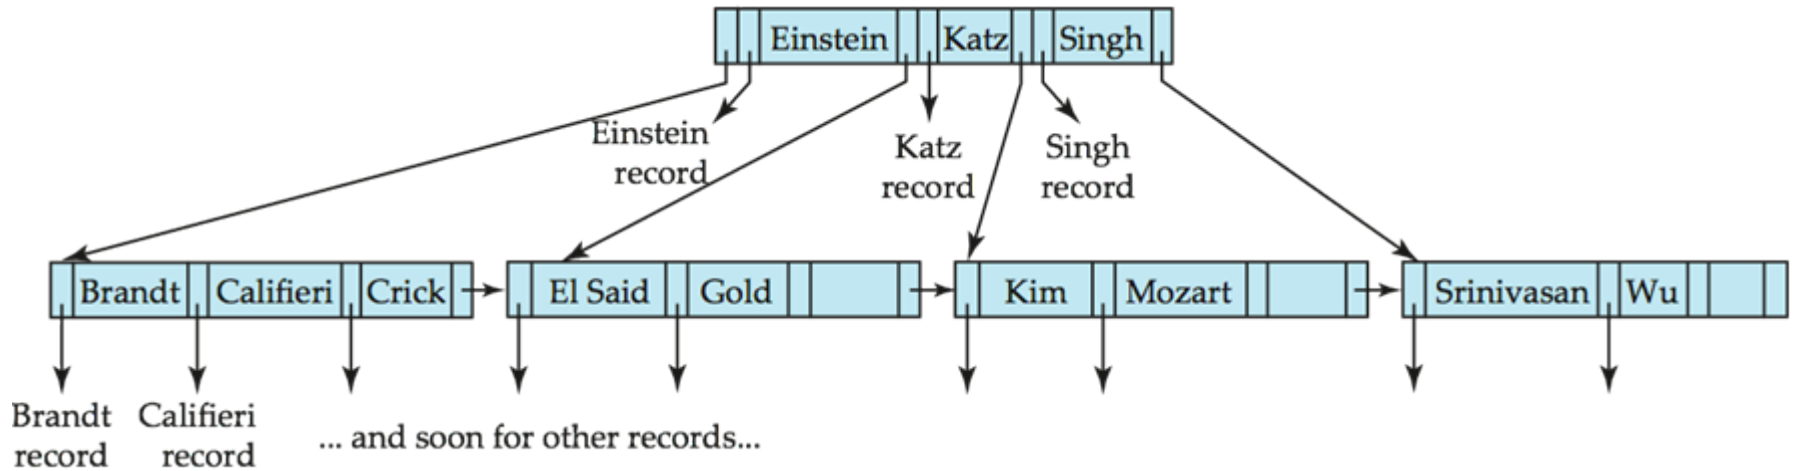 Einstein Katz Singh
Einstein
record
Katz
record
Singh
record
Brandt Califieri Crick El Said Gold Kim Mozart Srinivasan Wu
Brandt
record
Califieri
record
... and soon for other records...